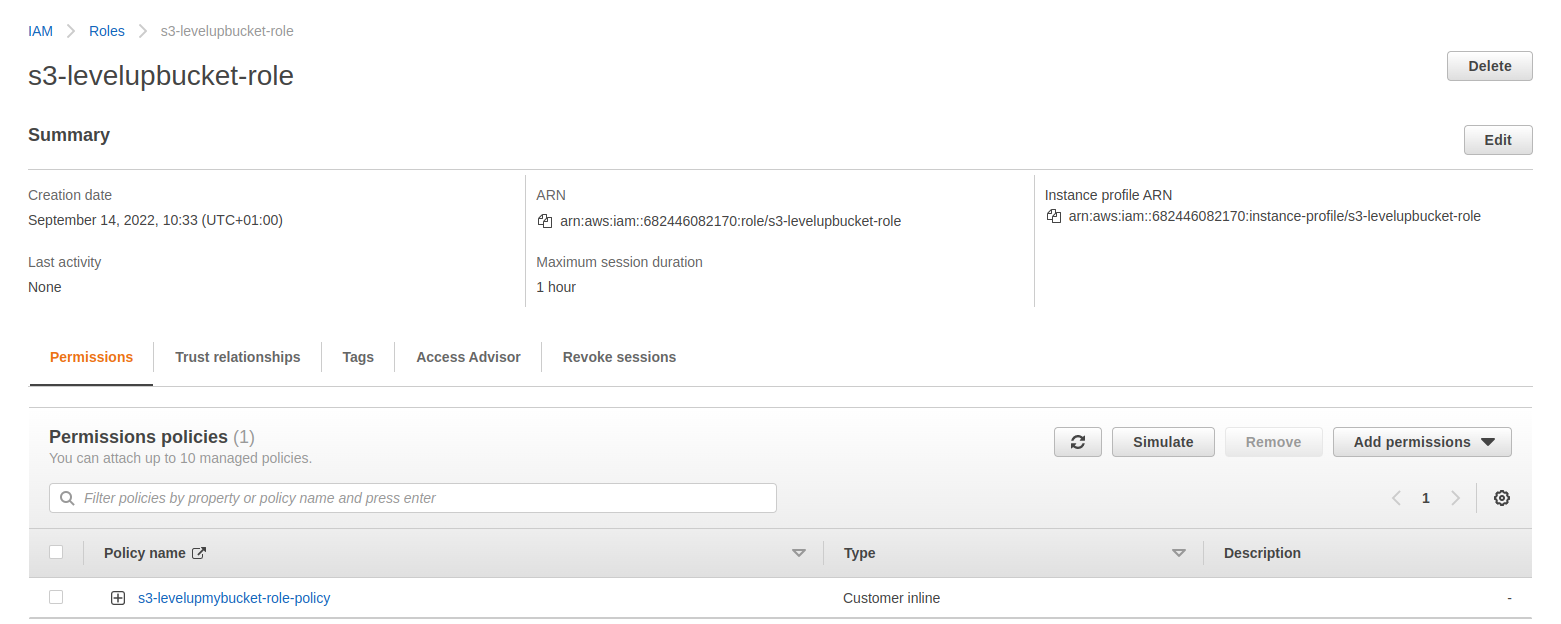 IAM > Roles > s3-levelupbucket-role
s3-levelupbucket-role
Delete
Summary
Edit
Creation date
September 14, 2022, 10:33 (UTC+01:00)
ARN
arn:aws:iam::682446082170:role/s3-levelupbucket-role
Instance profile ARN
arn:aws:iam::682446082170:instance-profile/s3-levelupbucket-role
Last activity
None
Maximum session duration
1 hour
Permissions Trust relationships Tags Access Advisor Revoke sessions
Permissions policies (1)
You can attach up to 10 managed policies.
Simulate Remove Add permissions
Filter policies by property or policy name and press enter
1
Policy name Type Description
s3-levelupmybucket-role-policy Customer inline -